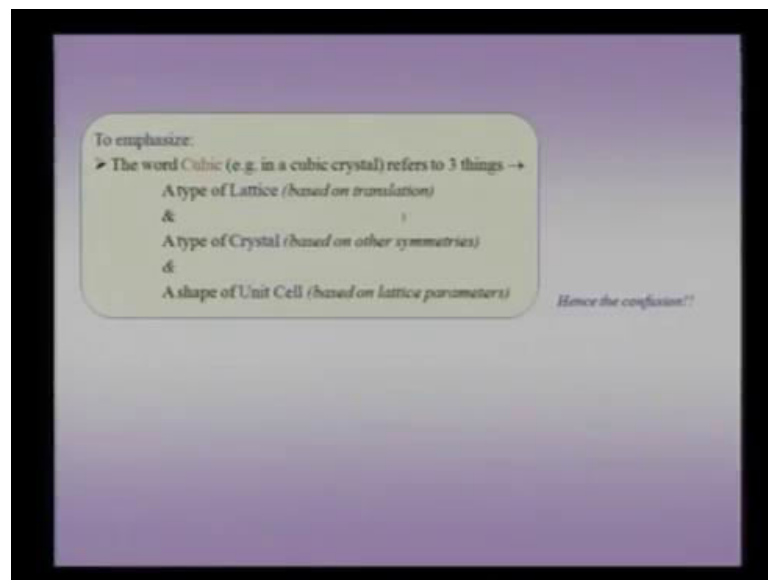 To emphasize:
➤ The word Cubic (e.g. in a cubic crystal) refers to 3 things →
A type of Lattice (based on translation)
&
A type of Crystal (based on other symmetries)
&
A shape of Unit Cell (based on lattice parameters)
Hence the confusion!!